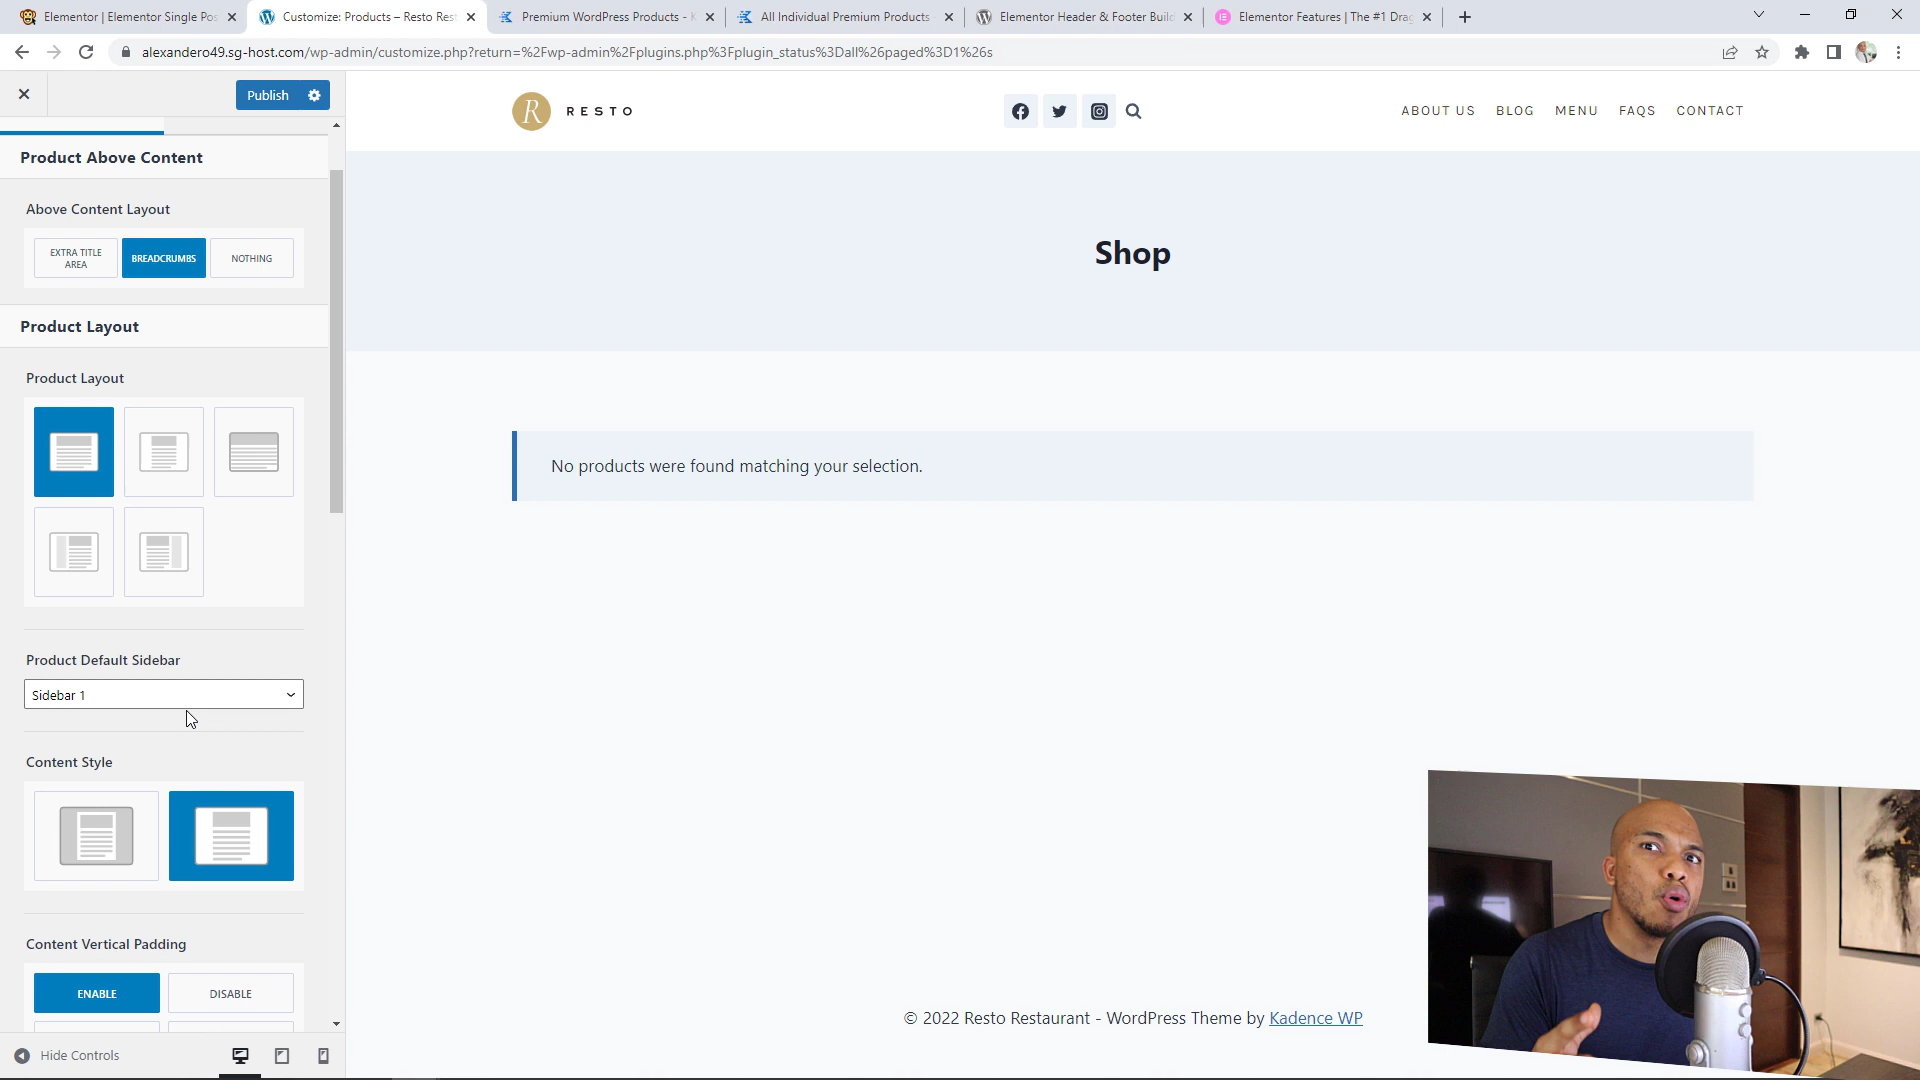 Elementor | Elementor Single Pos
Customize: Products – Resto Rest
Premium WordPress Products - K
All Individual Premium Products -
Elementor Header & Footer Build
Elementor Features | The #1 Drag
alexandero49.sg-host.com/wp-admin/customize.php?return=%2Fwp-admin%2Fplugins.php%3Fplugin_status%3Dall%26paged%3D1%26s
Publish
Product Above Content
Above Content Layout
EXTRA TITLE
AREA
BREADCRUMBS
NOTHING
Product Layout
Product Layout
Product Default Sidebar
Sidebar 1
Content Style
Content Vertical Padding
ENABLE
DISABLE
Hide Controls
R
RESTO
ABOUT US
BLOG
MENU
FAQS
CONTACT
Shop
No products were found matching your selection.
© 2022 Resto Restaurant - WordPress Theme by Kadence WP